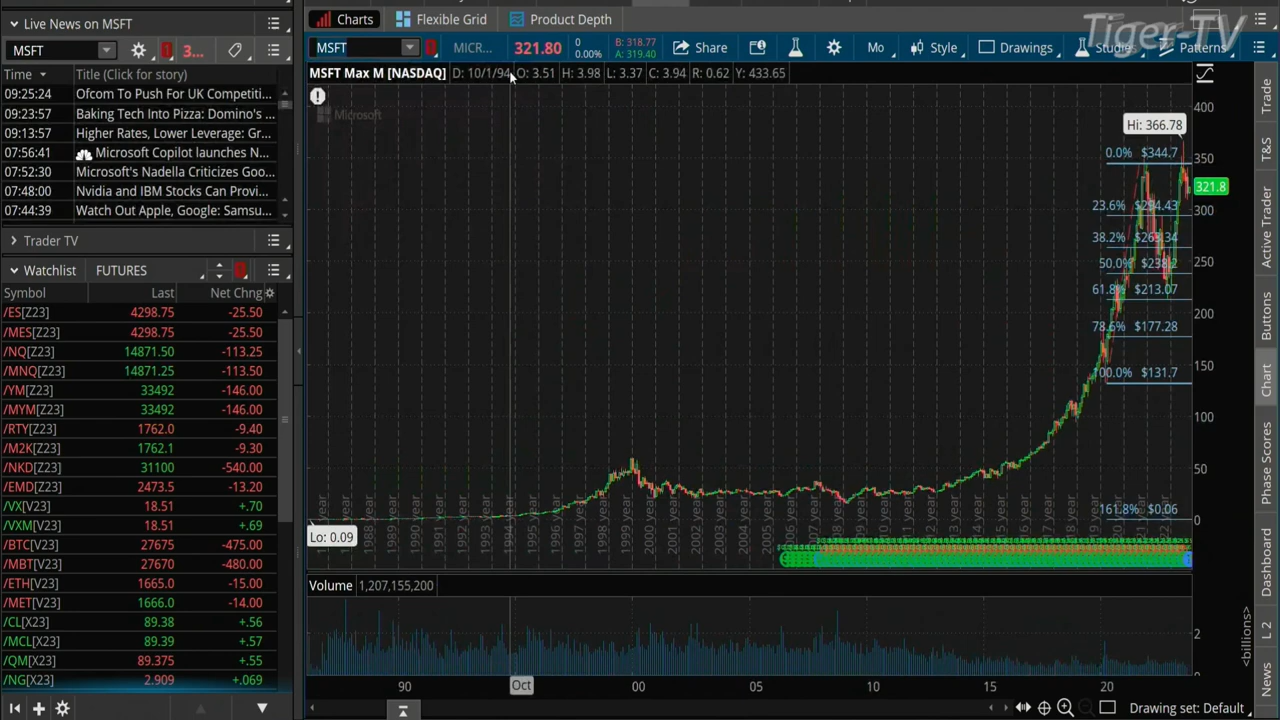 Live News on MSFT
MSFT 3...
Time Title (Click for story)
09:25:24 Ofcom To Push For UK Competiti...
09:23:57 Baking Tech Into Pizza: Domino's ...
09:13:57 Higher Rates, Lower Leverage: Gr...
07:56:41 Microsoft Copilot launches N...
07:52:30 Microsoft's Nadella Criticizes Goo...
07:48:00 Nvidia and IBM Stocks Can Provi...
07:44:39 Watch Out Apple, Google: Samsu...
Trader TV
Watchlist FUTURES
Symbol Last Net Chng
/ES[Z23] 4298.75 -25.50
/MES[Z23] 4298.75 -25.50
/NQ[Z23] 14871.50 -113.25
/MNQ[Z23] 14871.25 -113.50
/YM[Z23] 33492 -146.00
/MYM[Z23] 33492 -146.00
/RTY[Z23] 1762.0 -9.40
/M2K[Z23] 1762.1 -9.30
/NKD[Z23] 31100 -540.00
/EMD[Z23] 2473.5 -13.20
/VX[V23] 18.51 +.70
/VXM[V23] 18.51 +.69
/BTC[V23] 27675 -475.00
/MBT[V23] 27670 -480.00
/ETH[V23] 1665.0 -15.00
/MET[V23] 1666.0 -14.00
/CL[X23] 89.38 +.56
/MCL[X23] 89.39 +.57
/QM[X23] 89.375 +.55
/NG[X23] 2.909 +.069
Charts Flexible Grid Product Depth
Tiger-TV
MSFT MICR... 321.80 0 0.00% B: 318.77 A: 319.40 Share Mo Style Drawings Studies Patterns
MSFT Max M [NASDAQ] D: 10/1/94 O: 3.51 H: 3.98 L: 3.37 C: 3.94 R: 0.62 Y: 433.65
Microsoft
400
Hi: 366.78
0.0% $344.7
350
321.8
23.6% $294.43
300
38.2% $263.34
50.0% $238.2
250
61.8% $213.07
200
78.6% $177.28
150
100.0% $131.7
100
50
161.8% $0.06
0
Lo: 0.09
Volume 1,207,155,200
2
<billions>
90 Oct 00 05 10 15 20
Drawing set: Default
Trade
T&S
Active Trader
Buttons
Chart
Phase Scores
Dashboard
L 2
News